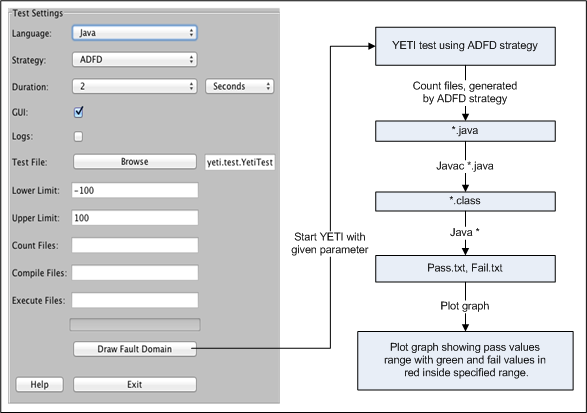 Test Settings
Language:
Java
Strategy:
ADFD
Duration:
2
Seconds
GUI:
Logs:
Test File:
Browse
yeti.test.YetiTest
Lower Limit:
-100
Upper Limit:
100
Count Files:
Compile Files:
Execute Files:
Draw Fault Domain
Help
Exit
Start YETI with
given parameter
YETI test using ADFD strategy
Count files, generated
by ADFD strategy
*.java
Javac *.java
*.class
Java *
Pass.txt, Fail.txt
Plot graph
Plot graph showing pass values
range with green and fail values in
red inside specified range.